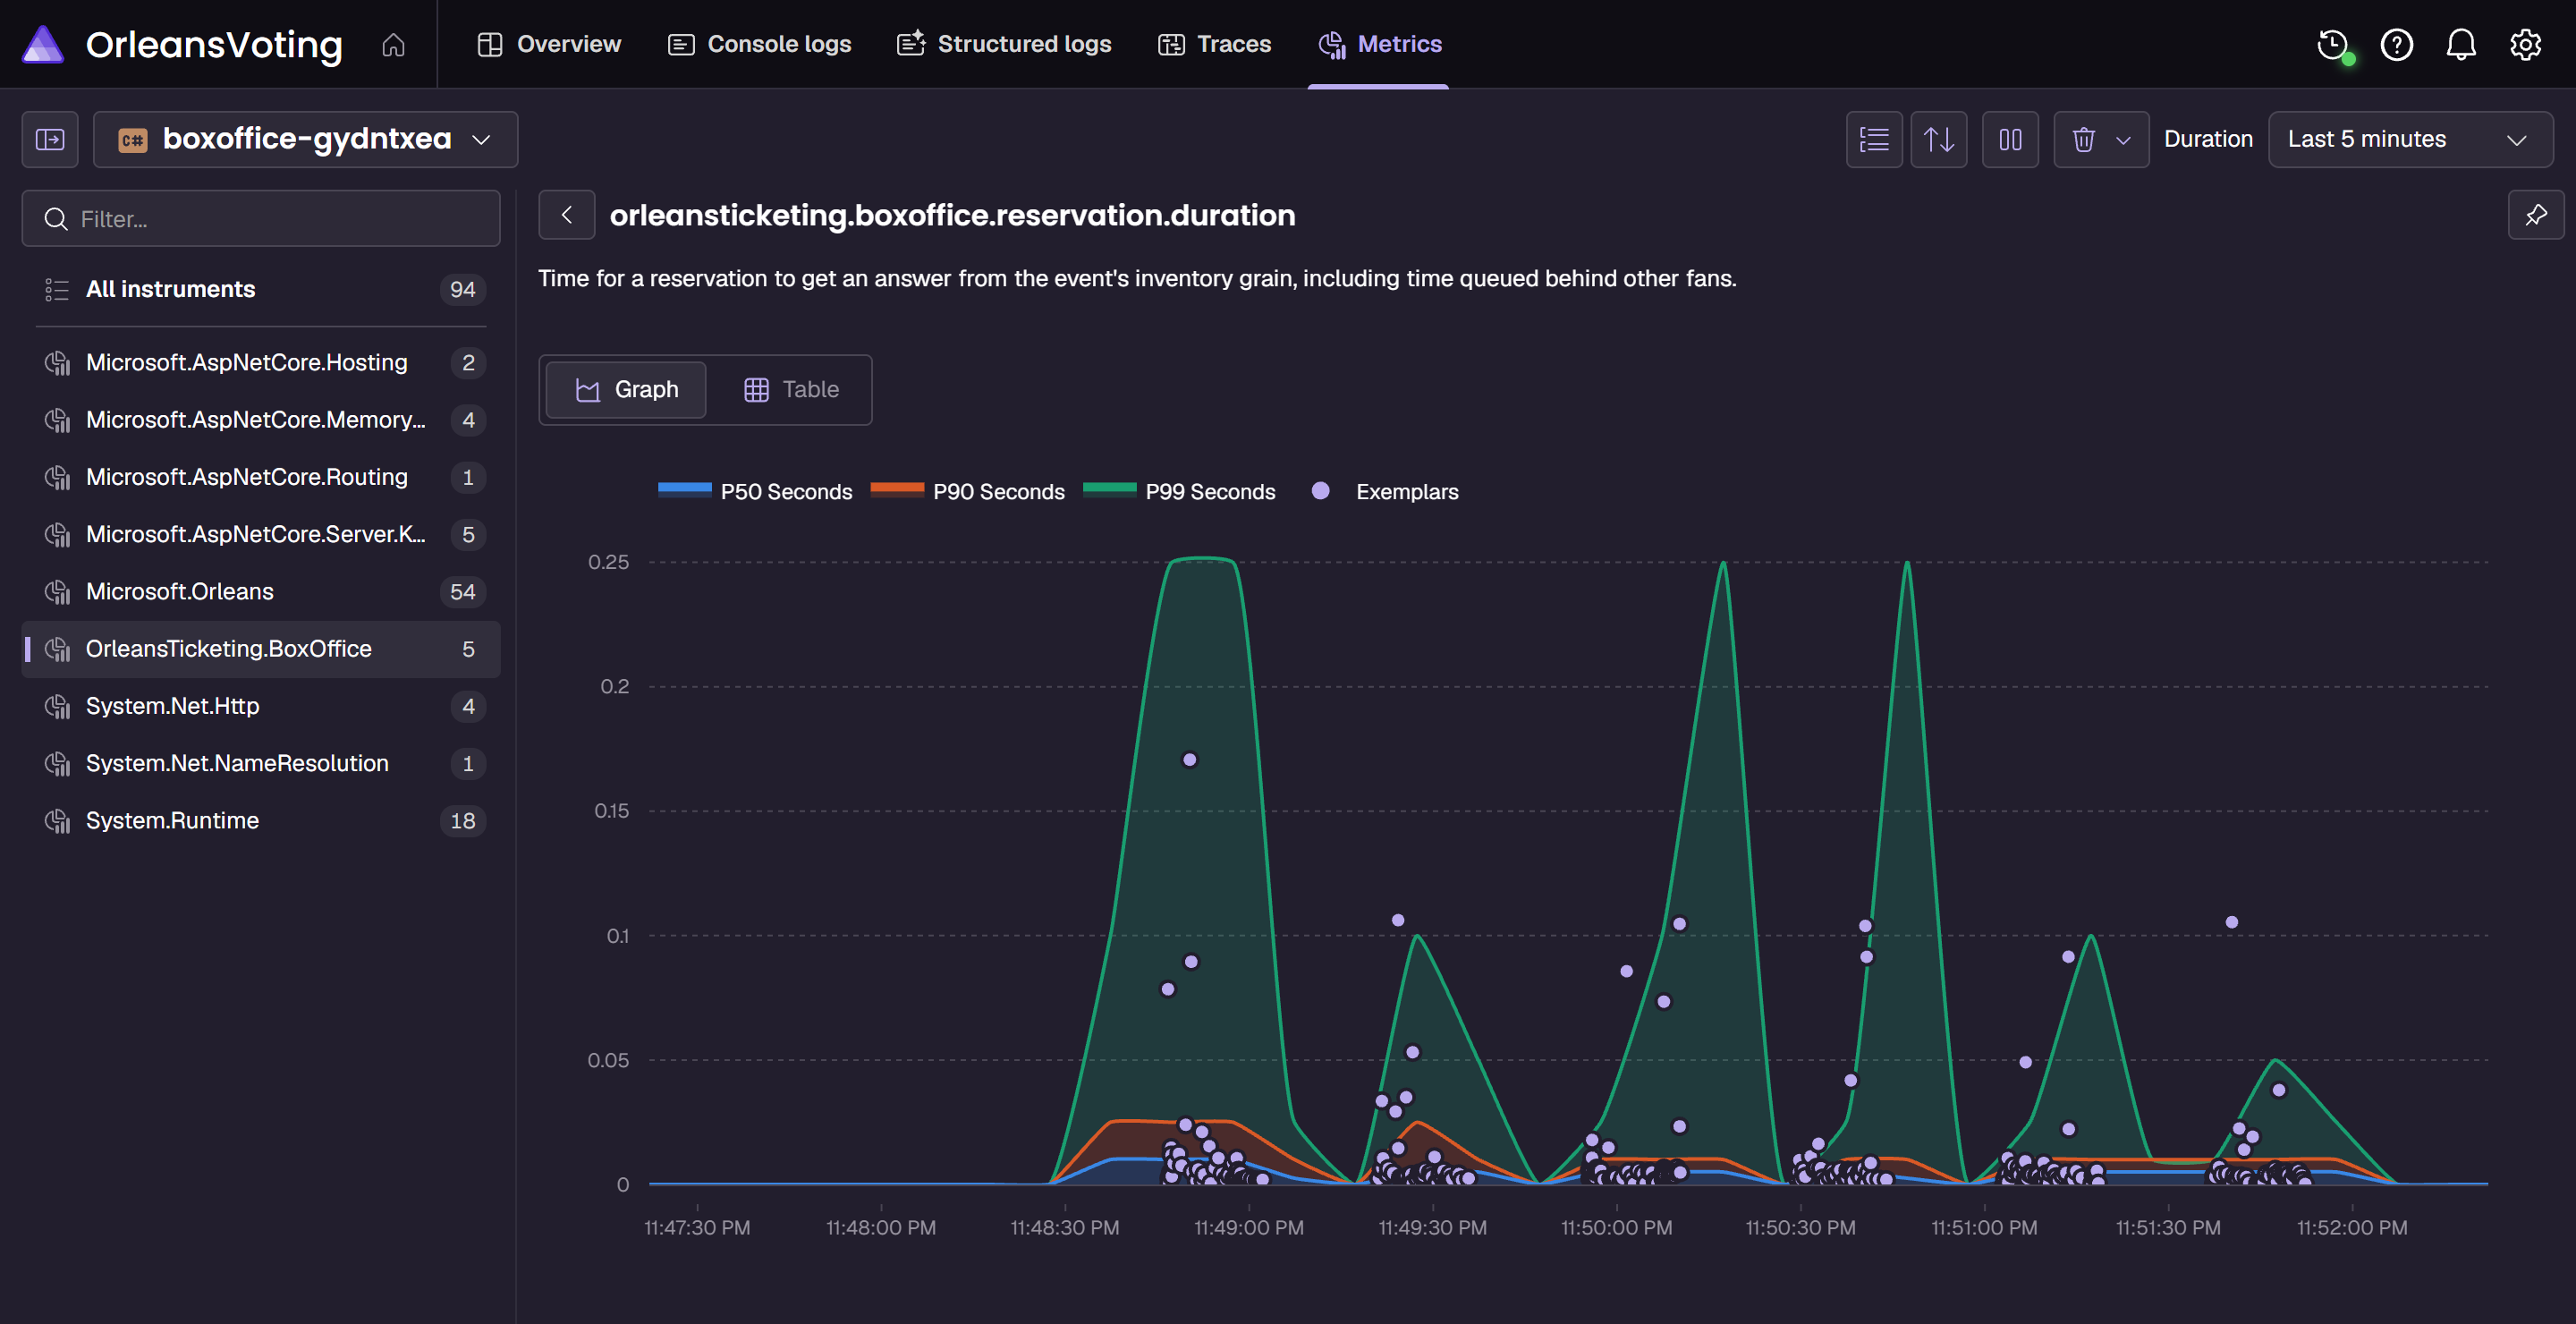 OrleansVoting
Overview
Console logs
Structured logs
Traces
Metrics
C# boxoffice-gydntxea
Duration
Last 5 minutes
Filter...
All instruments 94
Microsoft.AspNetCore.Hosting 2
Microsoft.AspNetCore.Memory... 4
Microsoft.AspNetCore.Routing 1
Microsoft.AspNetCore.Server.K... 5
Microsoft.Orleans 54
OrleansTicketing.BoxOffice 5
System.Net.Http 4
System.Net.NameResolution 1
System.Runtime 18
orleansticketing.boxoffice.reservation.duration
Time for a reservation to get an answer from the event's inventory grain, including time queued behind other fans.
Graph
Table
P50 Seconds
P90 Seconds
P99 Seconds
Exemplars
0.25
0.2
0.15
0.1
0.05
0
11:47:30 PM
11:48:00 PM
11:48:30 PM
11:49:00 PM
11:49:30 PM
11:50:00 PM
11:50:30 PM
11:51:00 PM
11:51:30 PM
11:52:00 PM